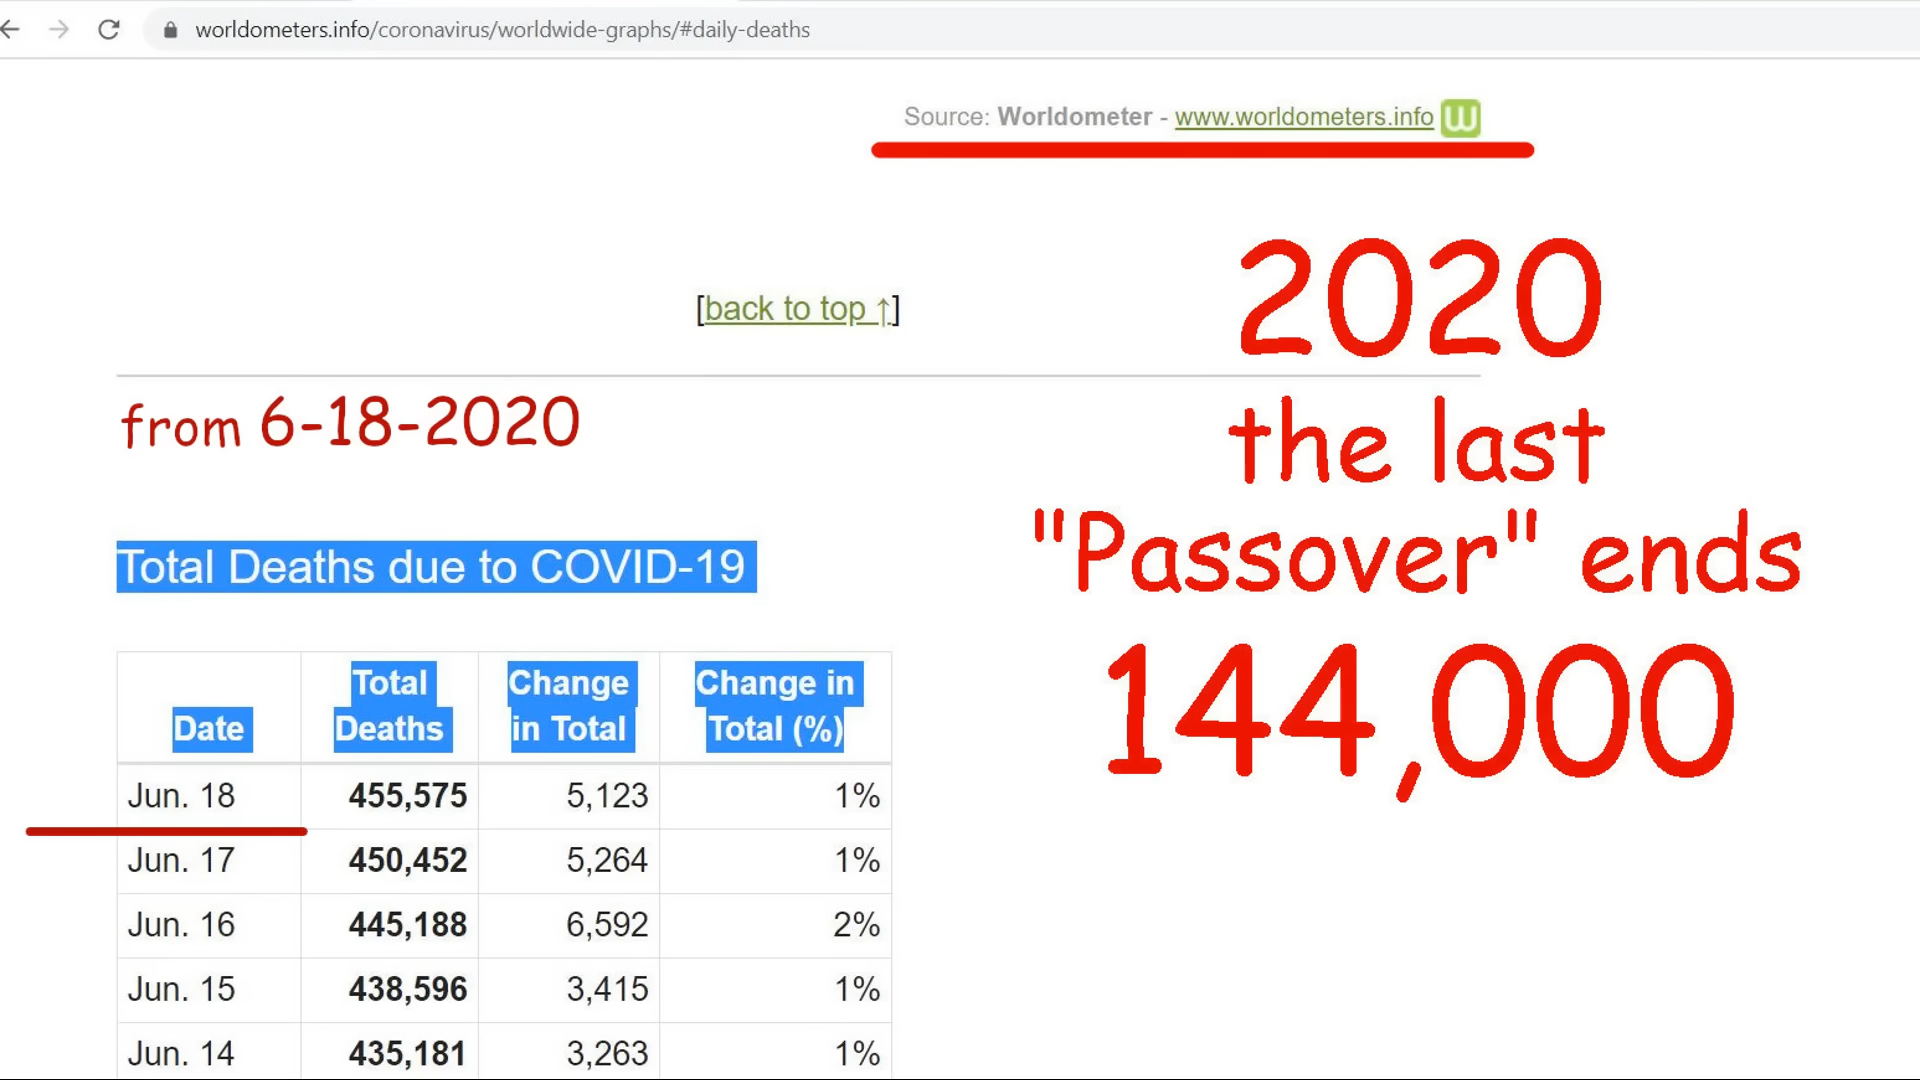 worldometers.info/coronavirus/worldwide-graphs/#daily-deaths
Source: Worldometer - www.worldometers.info W
[back to top ↑]
2020
the last
"Passover" ends
144,000
from 6-18-2020
Total Deaths due to COVID-19
Date Total Deaths Change in Total Change in Total (%)
Jun. 18 455,575 5,123 1%
Jun. 17 450,452 5,264 1%
Jun. 16 445,188 6,592 2%
Jun. 15 438,596 3,415 1%
Jun. 14 435,181 3,263 1%